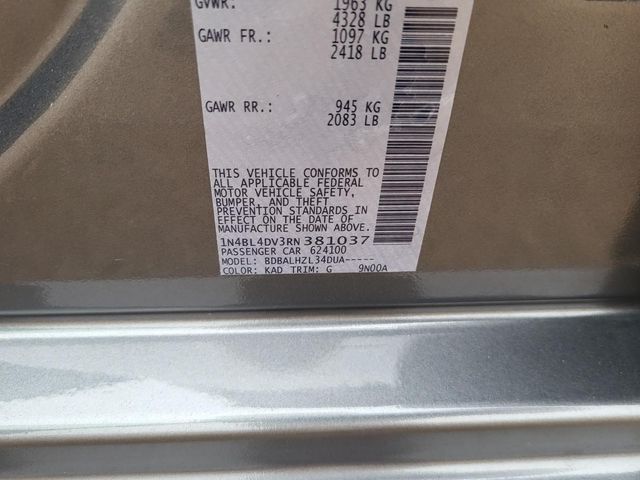 GVWR: 1963 KG
4328 LB
GAWR FR.: 1097 KG
2418 LB
GAWR RR.: 945 KG
2083 LB
THIS VEHICLE CONFORMS TO
ALL APPLICABLE FEDERAL
MOTOR VEHICLE SAFETY,
BUMPER, AND THEFT
PREVENTION STANDARDS IN
EFFECT ON THE DATE OF
MANUFACTURE SHOWN ABOVE.
1N4BL4DV3RN381037
PASSENGER CAR 624100
MODEL: BDBALHZL34DUA-----
COLOR: KAD TRIM: G 9N00A